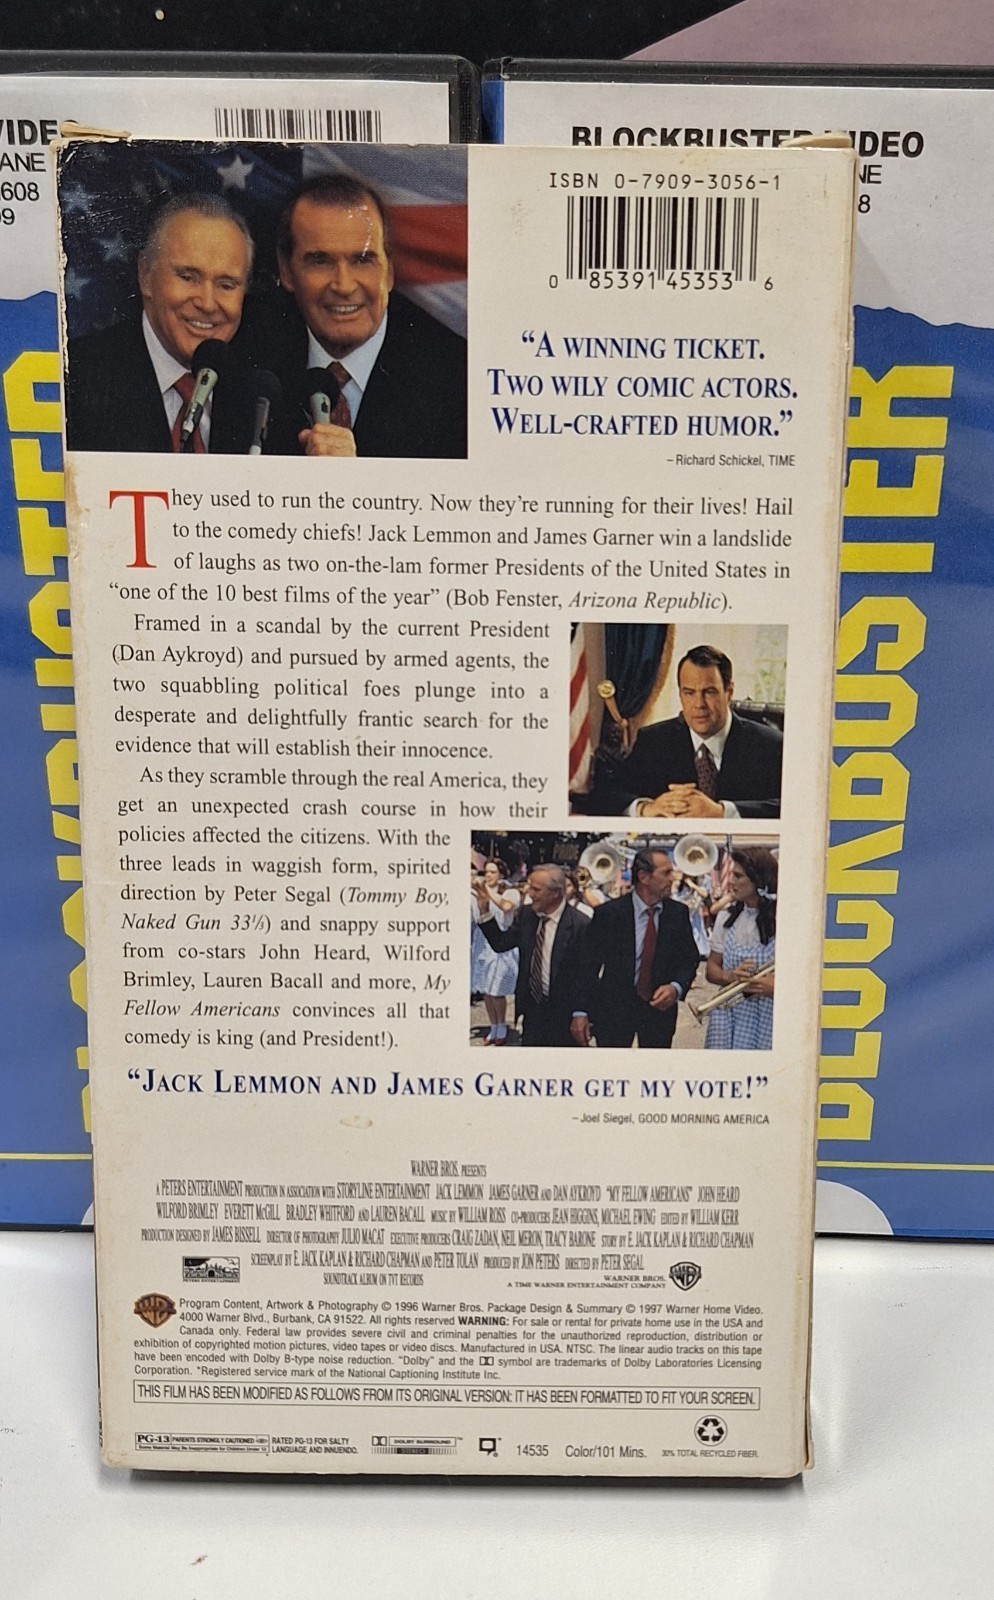 VIDE
ANE
608
9
BLOCKBUSTER VIDEO
NE
8
BLOCKBUSTER
BLOCKBUSTER
ISBN 0-7909-3056-1
0 85391 45353 6
“A WINNING TICKET.
TWO WILY COMIC ACTORS.
WELL-CRAFTED HUMOR.”
– Richard Schickel, TIME
They used to run the country. Now they’re running for their lives! Hail
to the comedy chiefs! Jack Lemmon and James Garner win a landslide
of laughs as two on-the-lam former Presidents of the United States in
“one of the 10 best films of the year” (Bob Fenster, Arizona Republic).
Framed in a scandal by the current President
(Dan Aykroyd) and pursued by armed agents, the
two squabbling political foes plunge into a
desperate and delightfully frantic search for the
evidence that will establish their innocence.
As they scramble through the real America, they
get an unexpected crash course in how their
policies affected the citizens. With the
three leads in waggish form, spirited
direction by Peter Segal (Tommy Boy,
Naked Gun 33⅓) and snappy support
from co-stars John Heard, Wilford
Brimley, Lauren Bacall and more, My
Fellow Americans convinces all that
comedy is king (and President!).
“JACK LEMMON AND JAMES GARNER GET MY VOTE!”
– Joel Siegel, GOOD MORNING AMERICA
WARNER BROS. PRESENTS
A PETERS ENTERTAINMENT PRODUCTION IN ASSOCIATION WITH STORYLINE ENTERTAINMENT JACK LEMMON JAMES GARNER AND DAN AYKROYD “MY FELLOW AMERICANS” JOHN HEARD
WILFORD BRIMLEY EVERETT McGILL BRADLEY WHITFORD AND LAUREN BACALL MUSIC BY WILLIAM ROSS CO-PRODUCERS JEAN HIGGINS, MICHAEL EWING EDITED BY WILLIAM KERR
PRODUCTION DESIGNED BY JAMES BISSELL DIRECTOR OF PHOTOGRAPHY JULIO MACAT EXECUTIVE PRODUCERS CRAIG ZADAN, NEIL MERON, TRACY BARONE STORY BY E. JACK KAPLAN & RICHARD CHAPMAN
SCREENPLAY BY E. JACK KAPLAN & RICHARD CHAPMAN AND PETER TOLAN PRODUCED BY JON PETERS DIRECTED BY PETER SEGAL
PETERS ENTERTAINMENT
SOUNDTRACK ALBUM ON TVT RECORDS
WARNER BROS.
A TIME WARNER ENTERTAINMENT COMPANY
Program Content, Artwork & Photography © 1996 Warner Bros. Package Design & Summary © 1997 Warner Home Video.
4000 Warner Blvd., Burbank, CA 91522. All rights reserved WARNING: For sale or rental for private home use in the USA and
Canada only. Federal law provides severe civil and criminal penalties for the unauthorized reproduction, distribution or
exhibition of copyrighted motion pictures, video tapes or video discs. Manufactured in USA. NTSC. The linear audio tracks on this tape
have been encoded with Dolby B-type noise reduction. “Dolby” and the symbol are trademarks of Dolby Laboratories Licensing
Corporation. *Registered service mark of the National Captioning Institute Inc.
THIS FILM HAS BEEN MODIFIED AS FOLLOWS FROM ITS ORIGINAL VERSION: IT HAS BEEN FORMATTED TO FIT YOUR SCREEN.
PG-13 PARENTS STRONGLY CAUTIONED
Some Material May Be Inappropriate for Children Under 13
RATED PG-13 FOR SALTY
LANGUAGE AND INNUENDO.
DOLBY SURROUND
STEREO
14535 Color/101 Mins.
30% TOTAL RECYCLED FIBER.